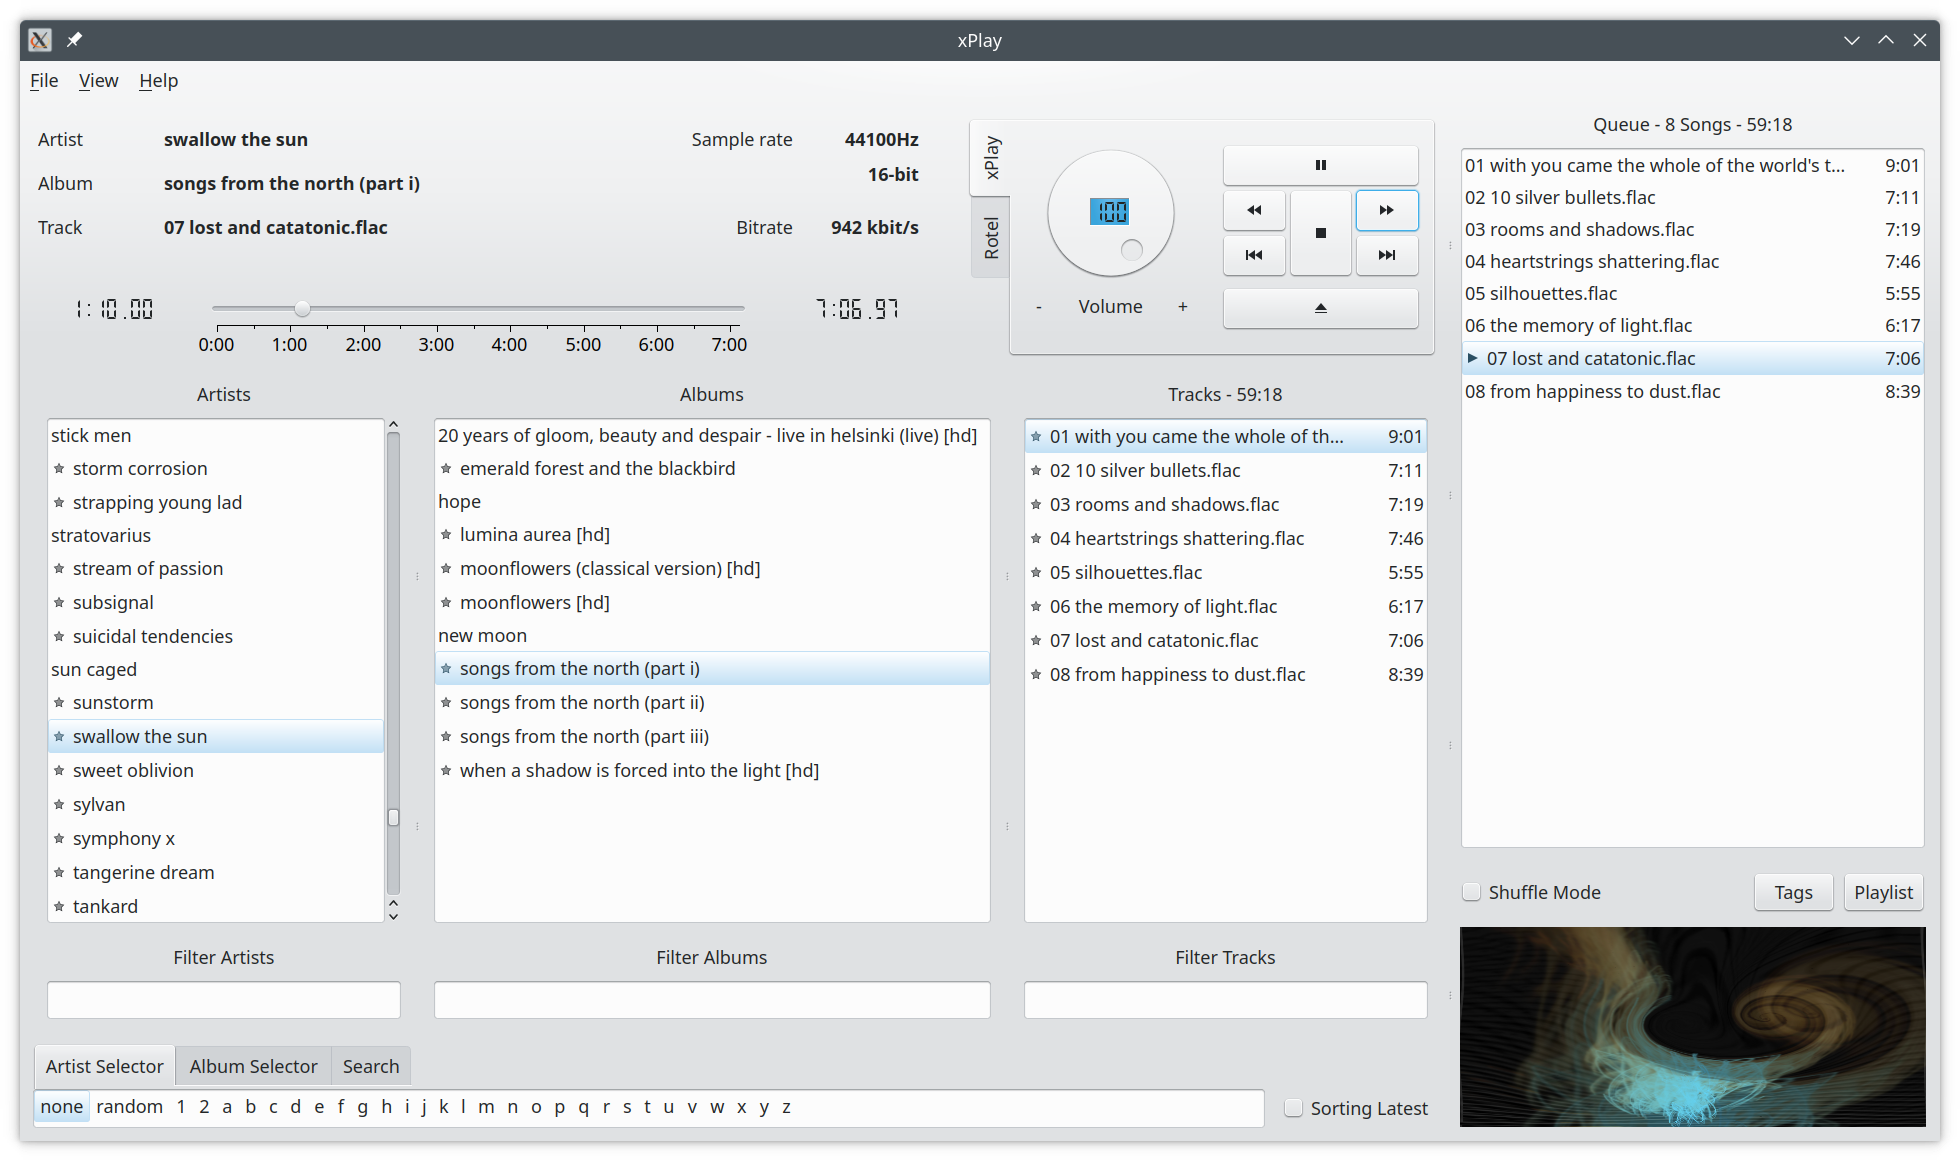 xPlay
File View Help
Artist swallow the sun Sample rate 44100Hz
16-bit
Album songs from the north (part i)
Track 07 lost and catatonic.flac Bitrate 942 kbit/s
1:10.00 7:06.97
0:00 1:00 2:00 3:00 4:00 5:00 6:00 7:00
xPlay
Rotel
100
- Volume +
Queue - 8 Songs - 59:18
01 with you came the whole of the world's t... 9:01
02 10 silver bullets.flac 7:11
03 rooms and shadows.flac 7:19
04 heartstrings shattering.flac 7:46
05 silhouettes.flac 5:55
06 the memory of light.flac 6:17
07 lost and catatonic.flac 7:06
08 from happiness to dust.flac 8:39
Artists
stick men
storm corrosion
strapping young lad
stratovarius
stream of passion
subsignal
suicidal tendencies
sun caged
sunstorm
swallow the sun
sweet oblivion
sylvan
symphony x
tangerine dream
tankard
Albums
20 years of gloom, beauty and despair - live in helsinki (live) [hd]
emerald forest and the blackbird
hope
lumina aurea [hd]
moonflowers (classical version) [hd]
moonflowers [hd]
new moon
songs from the north (part i)
songs from the north (part ii)
songs from the north (part iii)
when a shadow is forced into the light [hd]
Tracks - 59:18
01 with you came the whole of th... 9:01
02 10 silver bullets.flac 7:11
03 rooms and shadows.flac 7:19
04 heartstrings shattering.flac 7:46
05 silhouettes.flac 5:55
06 the memory of light.flac 6:17
07 lost and catatonic.flac 7:06
08 from happiness to dust.flac 8:39
Shuffle Mode Tags Playlist
Filter Artists Filter Albums Filter Tracks
Artist Selector Album Selector Search
none random 1 2 a b c d e f g h i j k l m n o p q r s t u v w x y z
Sorting Latest